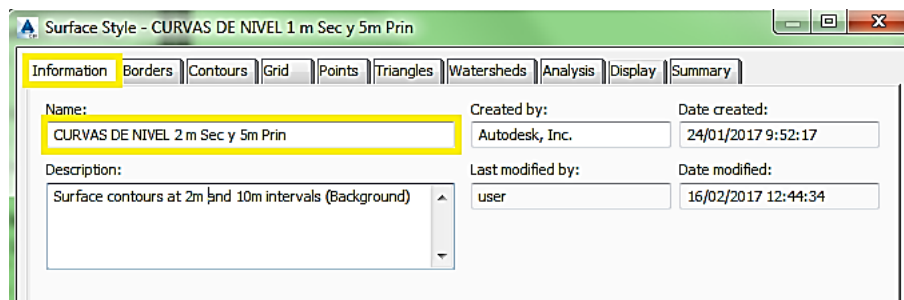 Surface Style - CURVAS DE NIVEL 1 m Sec y 5m Prin
Information Borders Contours Grid Points Triangles Watersheds Analysis Display Summary
Name:
CURVAS DE NIVEL 2 m Sec y 5m Prin
Created by:
Autodesk, Inc.
Date created:
24/01/2017 9:52:17
Description:
Surface contours at 2m and 10m intervals (Background)
Last modified by:
user
Date modified:
16/02/2017 12:44:34